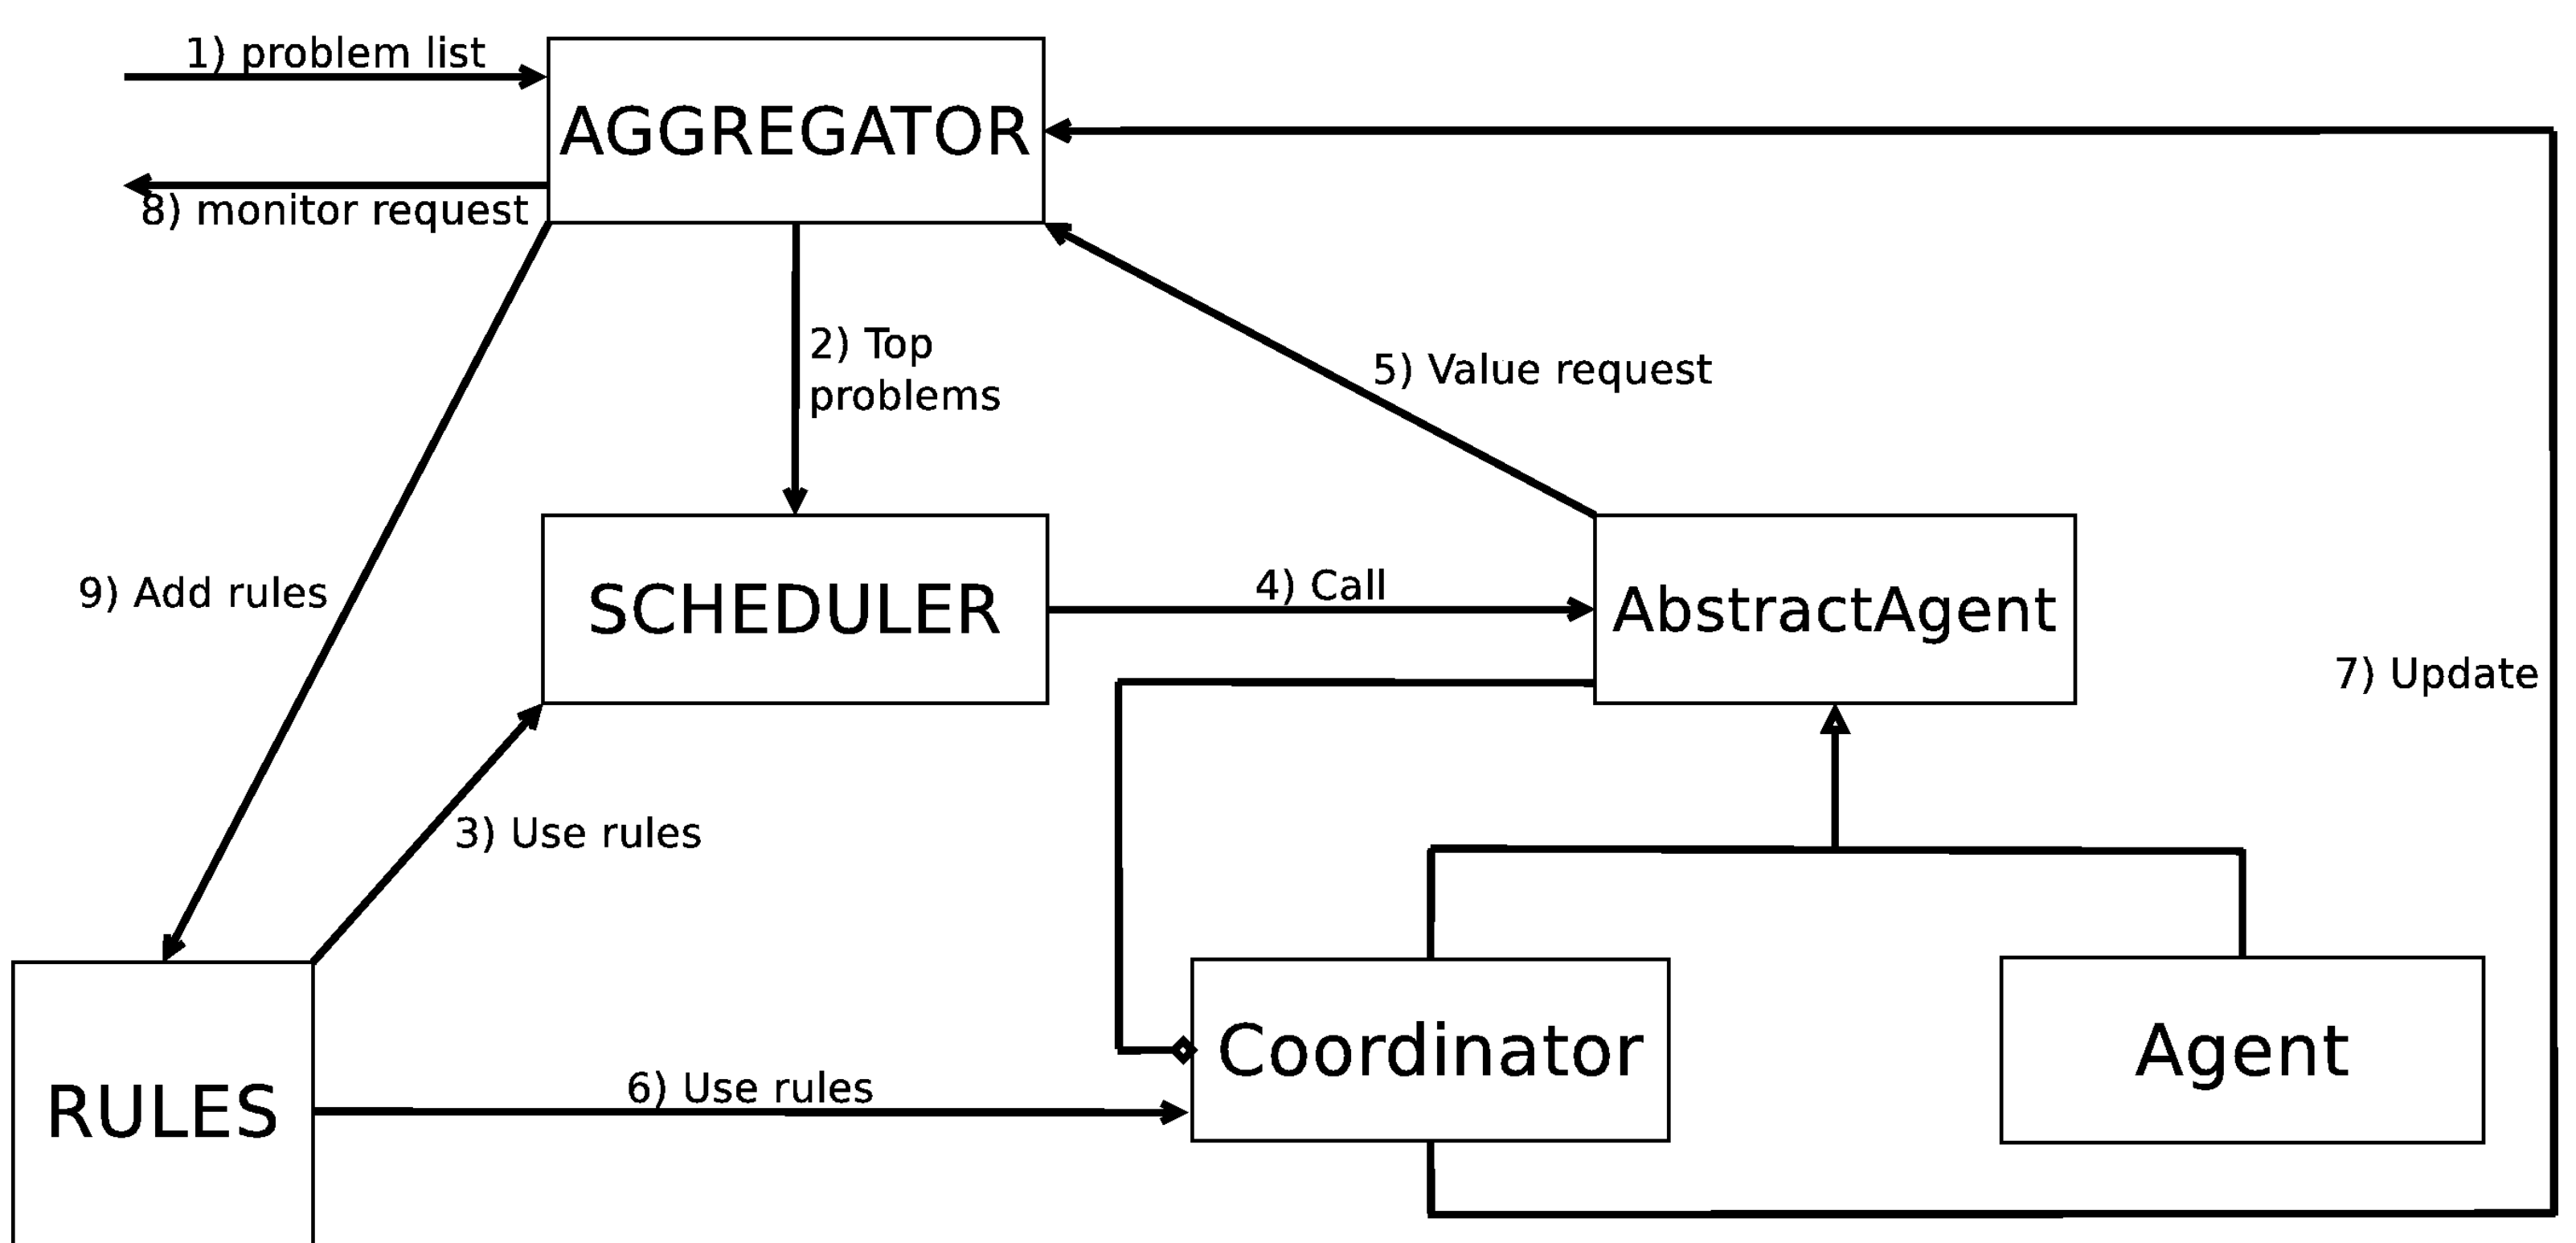 1) problem list
AGGREGATOR
8) monitor request
2) Top
problems
5) Value request
9) Add rules
SCHEDULER
4) Call
AbstractAgent
7) Update
3) Use rules
Coordinator
Agent
6) Use rules
RULES